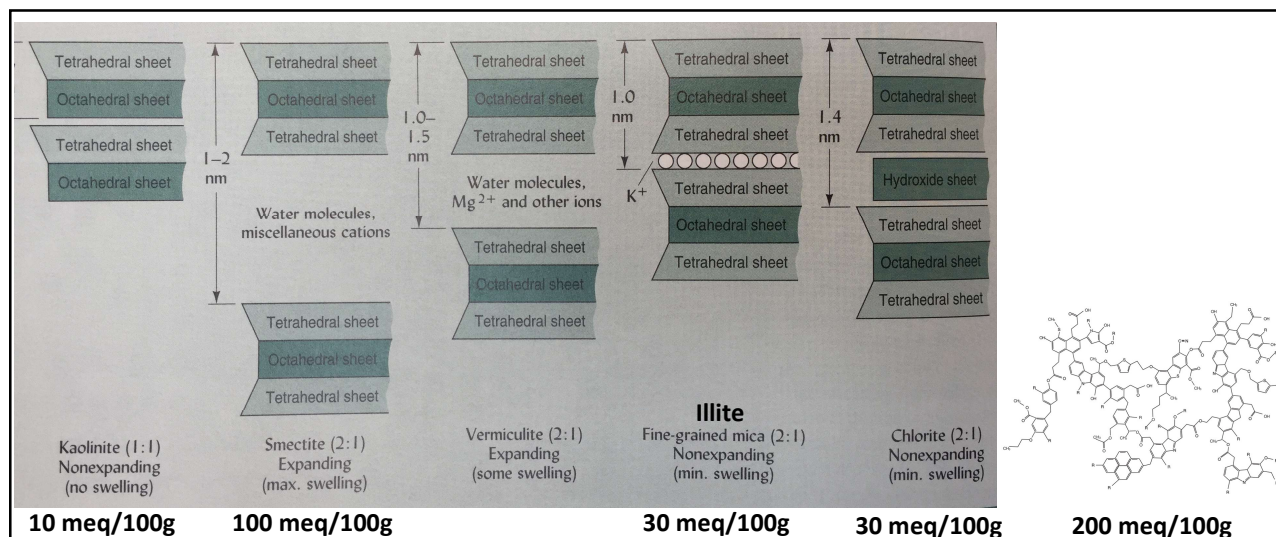 Tetrahedral sheet
Octahedral sheet
Tetrahedral sheet
Octahedral sheet
Kaolinite (1:1)
Nonexpanding
(no swelling)
10 meq/100g
1–2
nm
Tetrahedral sheet
Octahedral sheet
Tetrahedral sheet
Water molecules,
miscellaneous cations
Tetrahedral sheet
Octahedral sheet
Tetrahedral sheet
Smectite (2:1)
Expanding
(max. swelling)
100 meq/100g
1.0–
1.5
nm
Tetrahedral sheet
Octahedral sheet
Tetrahedral sheet
Water molecules,
Mg2+ and other ions
Tetrahedral sheet
Octahedral sheet
Tetrahedral sheet
Vermiculite (2:1)
Expanding
(some swelling)
1.0
nm
Tetrahedral sheet
Octahedral sheet
Tetrahedral sheet
K+
Tetrahedral sheet
Octahedral sheet
Tetrahedral sheet
Illite
Fine-grained mica (2:1)
Nonexpanding
(min. swelling)
30 meq/100g
1.4
nm
Tetrahedral sheet
Octahedral sheet
Tetrahedral sheet
Hydroxide sheet
Tetrahedral sheet
Octahedral sheet
Tetrahedral sheet
Chlorite (2:1)
Nonexpanding
(min. swelling)
30 meq/100g
200 meq/100g